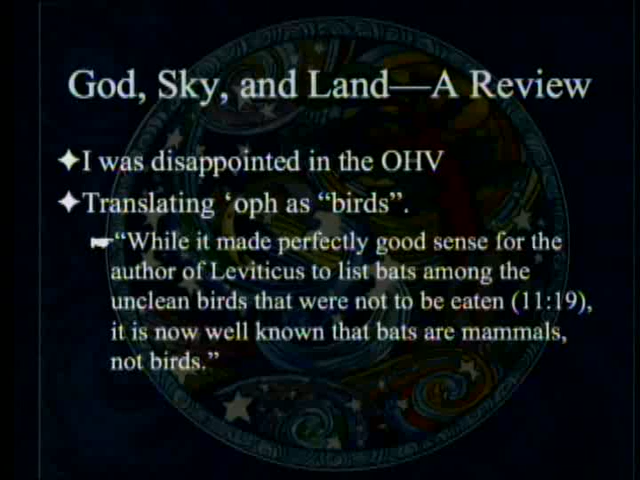 God, Sky, and Land—A Review
I was disappointed in the OHV
Translating ‘oph as “birds”.
“While it made perfectly good sense for the
author of Leviticus to list bats among the
unclean birds that were not to be eaten (11:19),
it is now well known that bats are mammals,
not birds.”